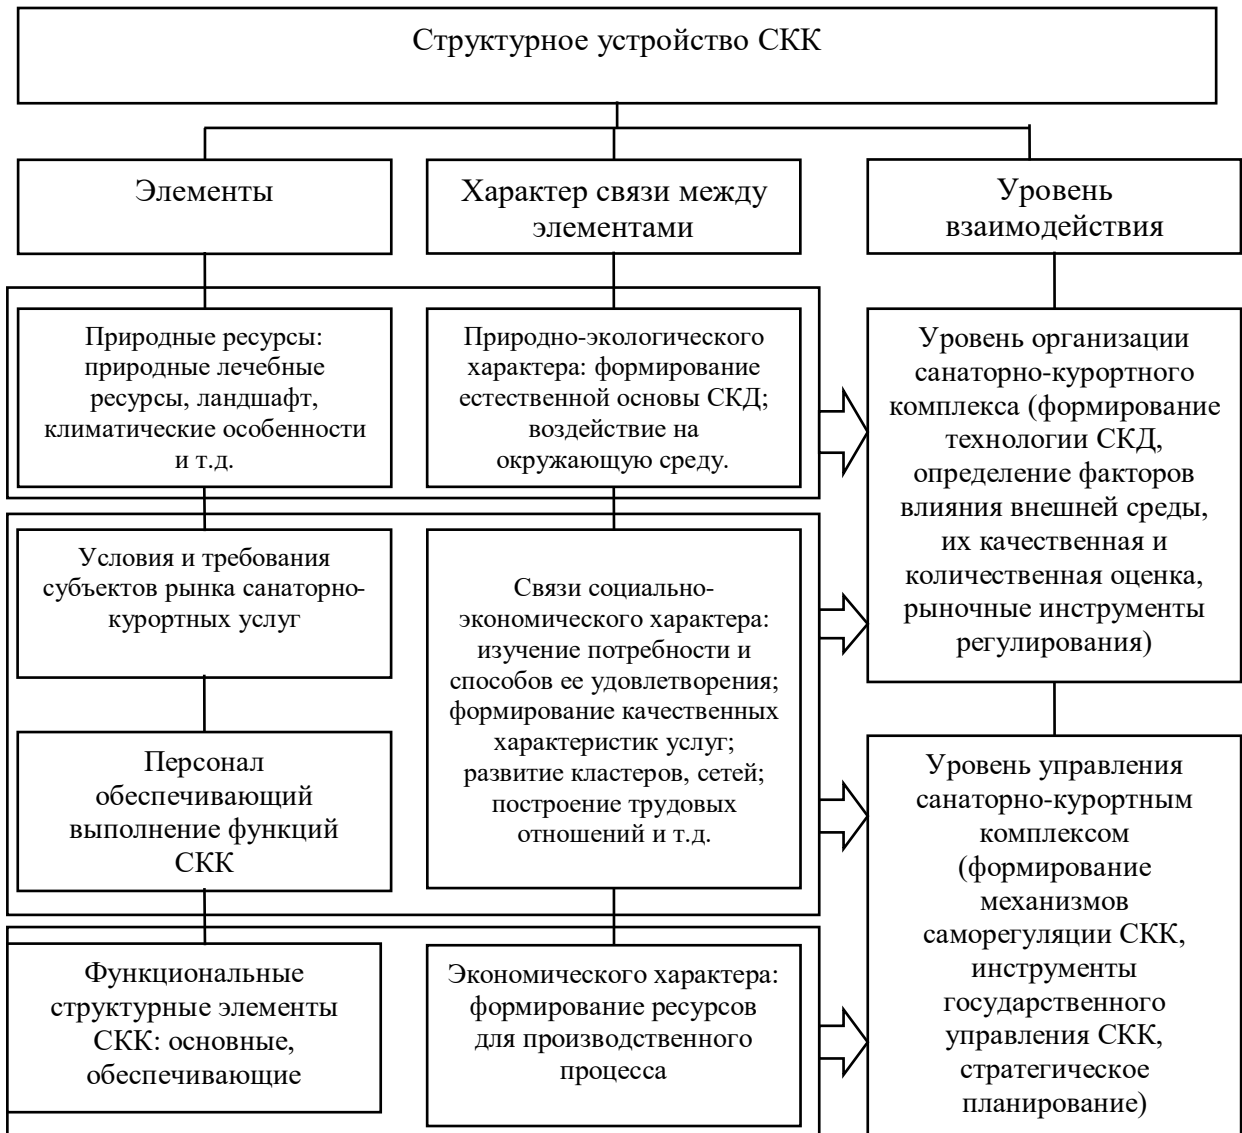 Структурное устройство СКК
Элементы
Характер связи между
элементами
Уровень
взаимодействия
Природные ресурсы:
природные лечебные
ресурсы, ландшафт,
климатические особенности
и т.д.
Природно-экологического
характера: формирование
естественной основы СКД;
воздействие на
окружающую среду.
Уровень организации
санаторно-курортного
комплекса (формирование
технологии СКД,
определение факторов
влияния внешней среды,
их качественная и
количественная оценка,
рыночные инструменты
регулирования)
Условия и требования
субъектов рынка санаторно-
курортных услуг
Связи социально-
экономического характера:
изучение потребности и
способов ее удовлетворения;
формирование качественных
характеристик услуг;
развитие кластеров, сетей;
построение трудовых
отношений и т.д.
Персонал
обеспечивающий
выполнение функций
СКК
Уровень управления
санаторно-курортным
комплексом
(формирование
механизмов
саморегуляции СКК,
инструменты
государственного
управления СКК,
стратегическое
планирование)
Функциональные
структурные элементы
СКК: основные,
обеспечивающие
Экономического характера:
формирование ресурсов
для производственного
процесса